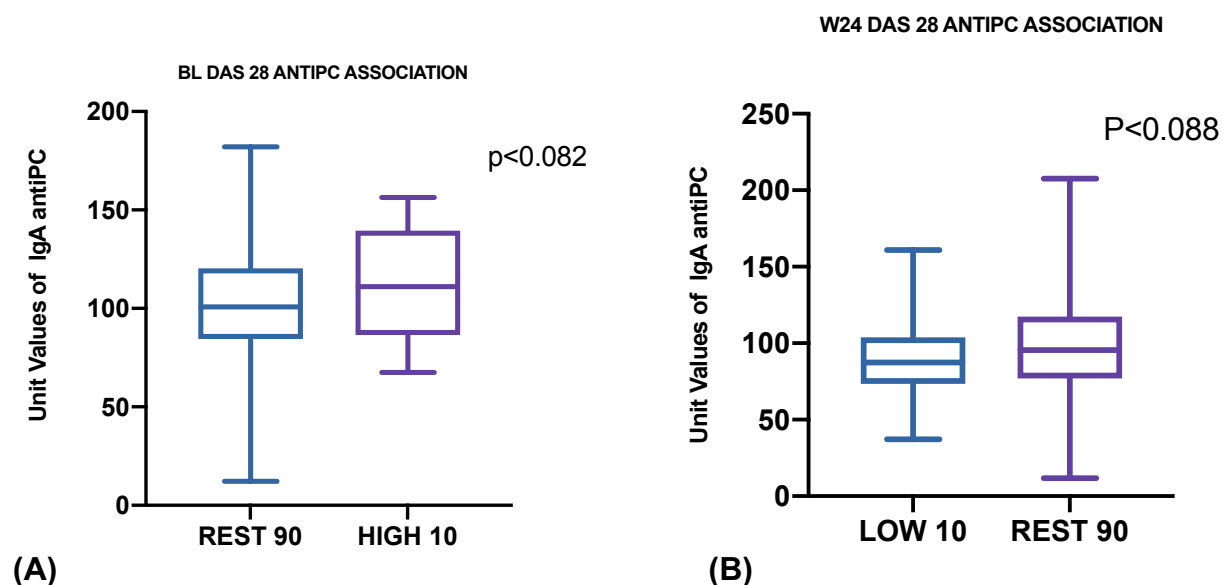 BL DAS 28 ANTIPC ASSOCIATION
Unit Values of IgA antiPC
200
150
100
50
0
p<0.082
REST 90 HIGH 10
(A)
W24 DAS 28 ANTIPC ASSOCIATION
Unit Values of IgA antiPC
250
200
150
100
50
0
P<0.088
LOW 10 REST 90
(B)